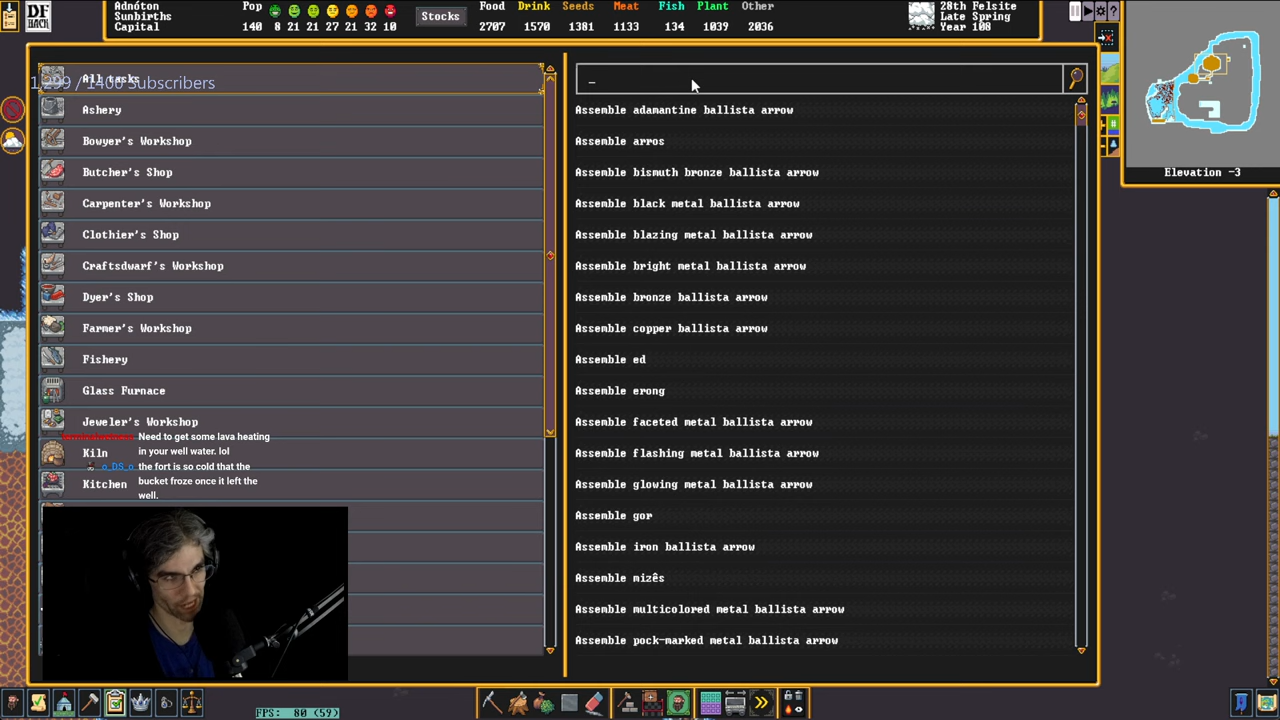 DF
HACK
Adnóton
Sunbirths
Capital
Pop
140 8 21 21 27 21 32 10
Stocks
Food Drink Seeds Meat Fish Plant Other
2707 1570 1381 1133 134 1039 2036
28th Felsite
Late Spring
Year 108
Elevation -3
All tasks
1,299 / 1400 Subscribers
Ashery
Bowyer's Workshop
Butcher's Shop
Carpenter's Workshop
Clothier's Shop
Craftsdwarf's Workshop
Dyer's Shop
Farmer's Workshop
Fishery
Glass Furnace
Jeweler's Workshop
Kiln
Kitchen
Need to get some lava heating
in your well water. lol
o_DS_o the fort is so cold that the
bucket froze once it left the
well.
_
Assemble adamantine ballista arrow
Assemble arros
Assemble bismuth bronze ballista arrow
Assemble black metal ballista arrow
Assemble blazing metal ballista arrow
Assemble bright metal ballista arrow
Assemble bronze ballista arrow
Assemble copper ballista arrow
Assemble ed
Assemble erong
Assemble faceted metal ballista arrow
Assemble flashing metal ballista arrow
Assemble glowing metal ballista arrow
Assemble gor
Assemble iron ballista arrow
Assemble mizês
Assemble multicolored metal ballista arrow
Assemble pock-marked metal ballista arrow
FPS: 80 (59)